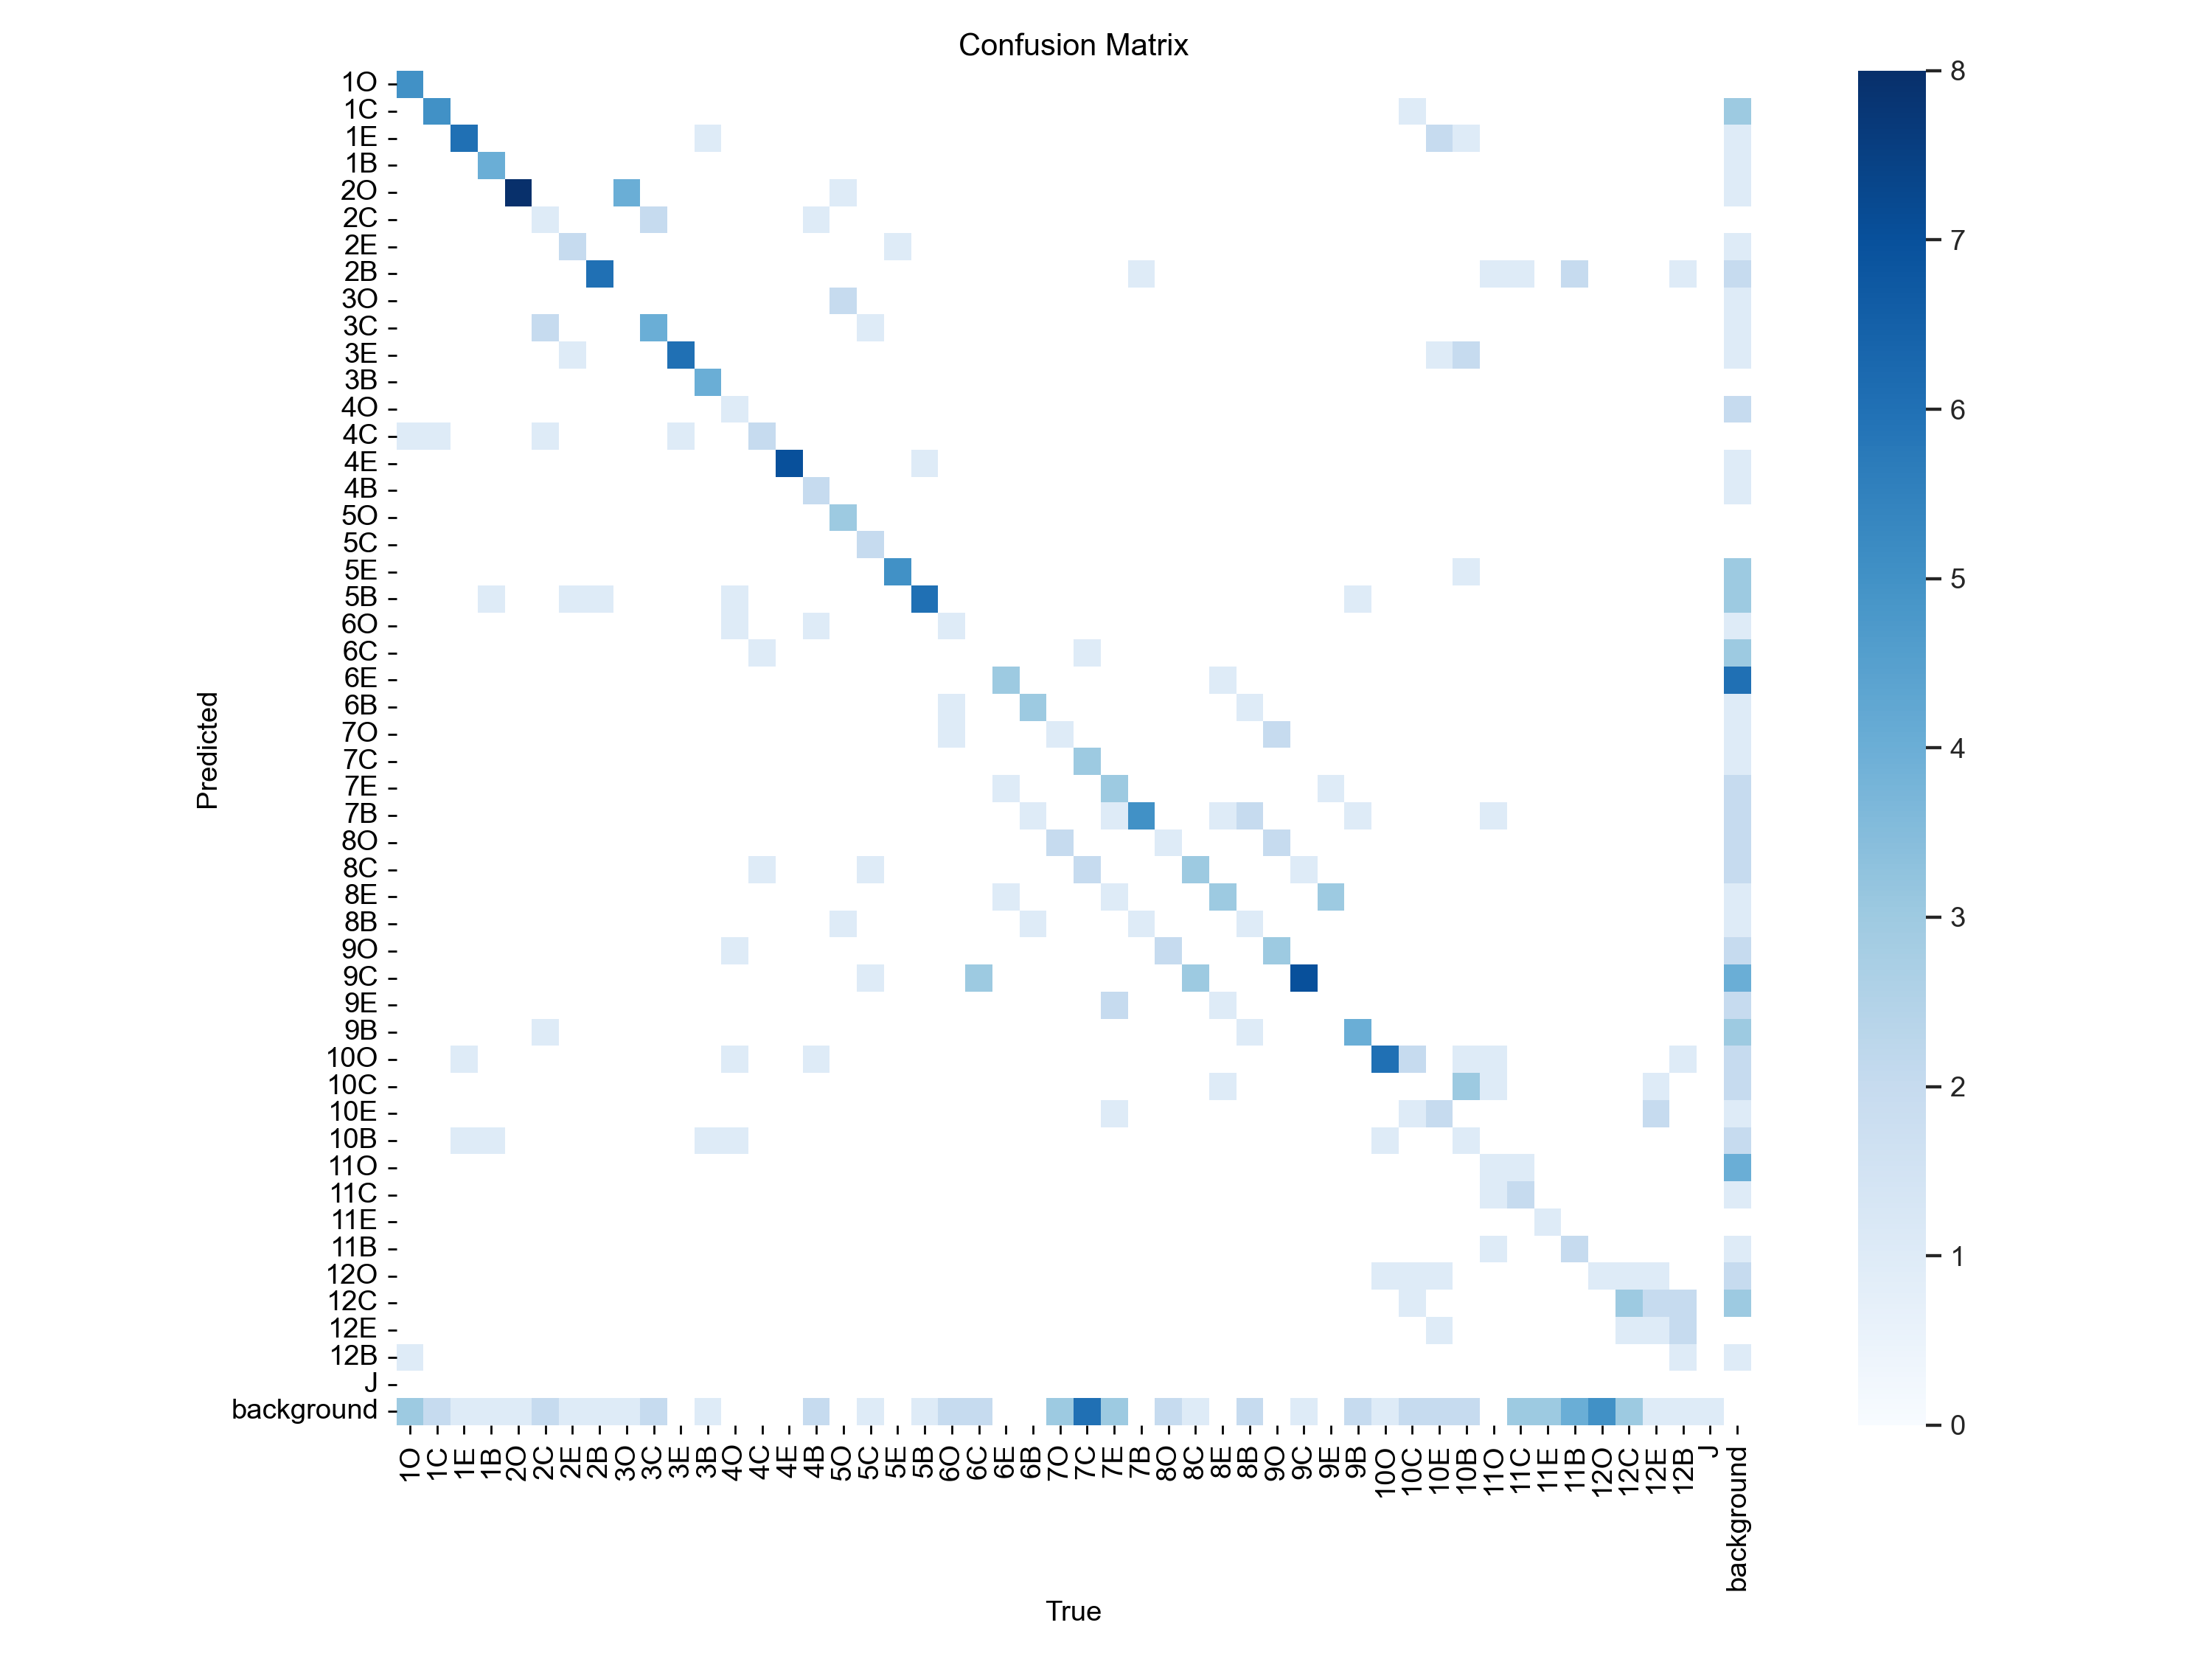 Confusion Matrix
Predicted
1O
1C
1E
1B
2O
2C
2E
2B
3O
3C
3E
3B
4O
4C
4E
4B
5O
5C
5E
5B
6O
6C
6E
6B
7O
7C
7E
7B
8O
8C
8E
8B
9O
9C
9E
9B
10O
10C
10E
10B
11O
11C
11E
11B
12O
12C
12E
12B
J
background
1O 1C 1E 1B 2O 2C 2E 2B 3O 3C 3E 3B 4O 4C 4E 4B 5O 5C 5E 5B 6O 6C 6E 6B 7O 7C 7E 7B 8O 8C 8E 8B 9O 9C 9E 9B 10O 10C 10E 10B 11O 11C 11E 11B 12O 12C 12E 12B J background
True
8
7
6
5
4
3
2
1
0